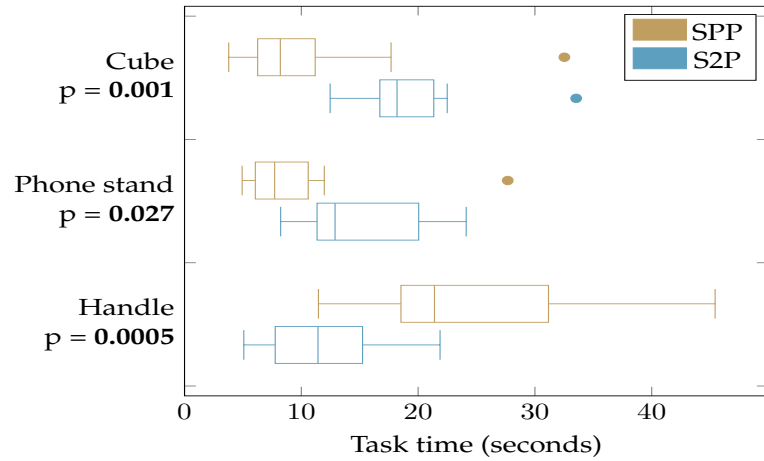 SPP
S2P
Cube
p = 0.001
Phone stand
p = 0.027
Handle
p = 0.0005
0 10 20 30 40
Task time (seconds)